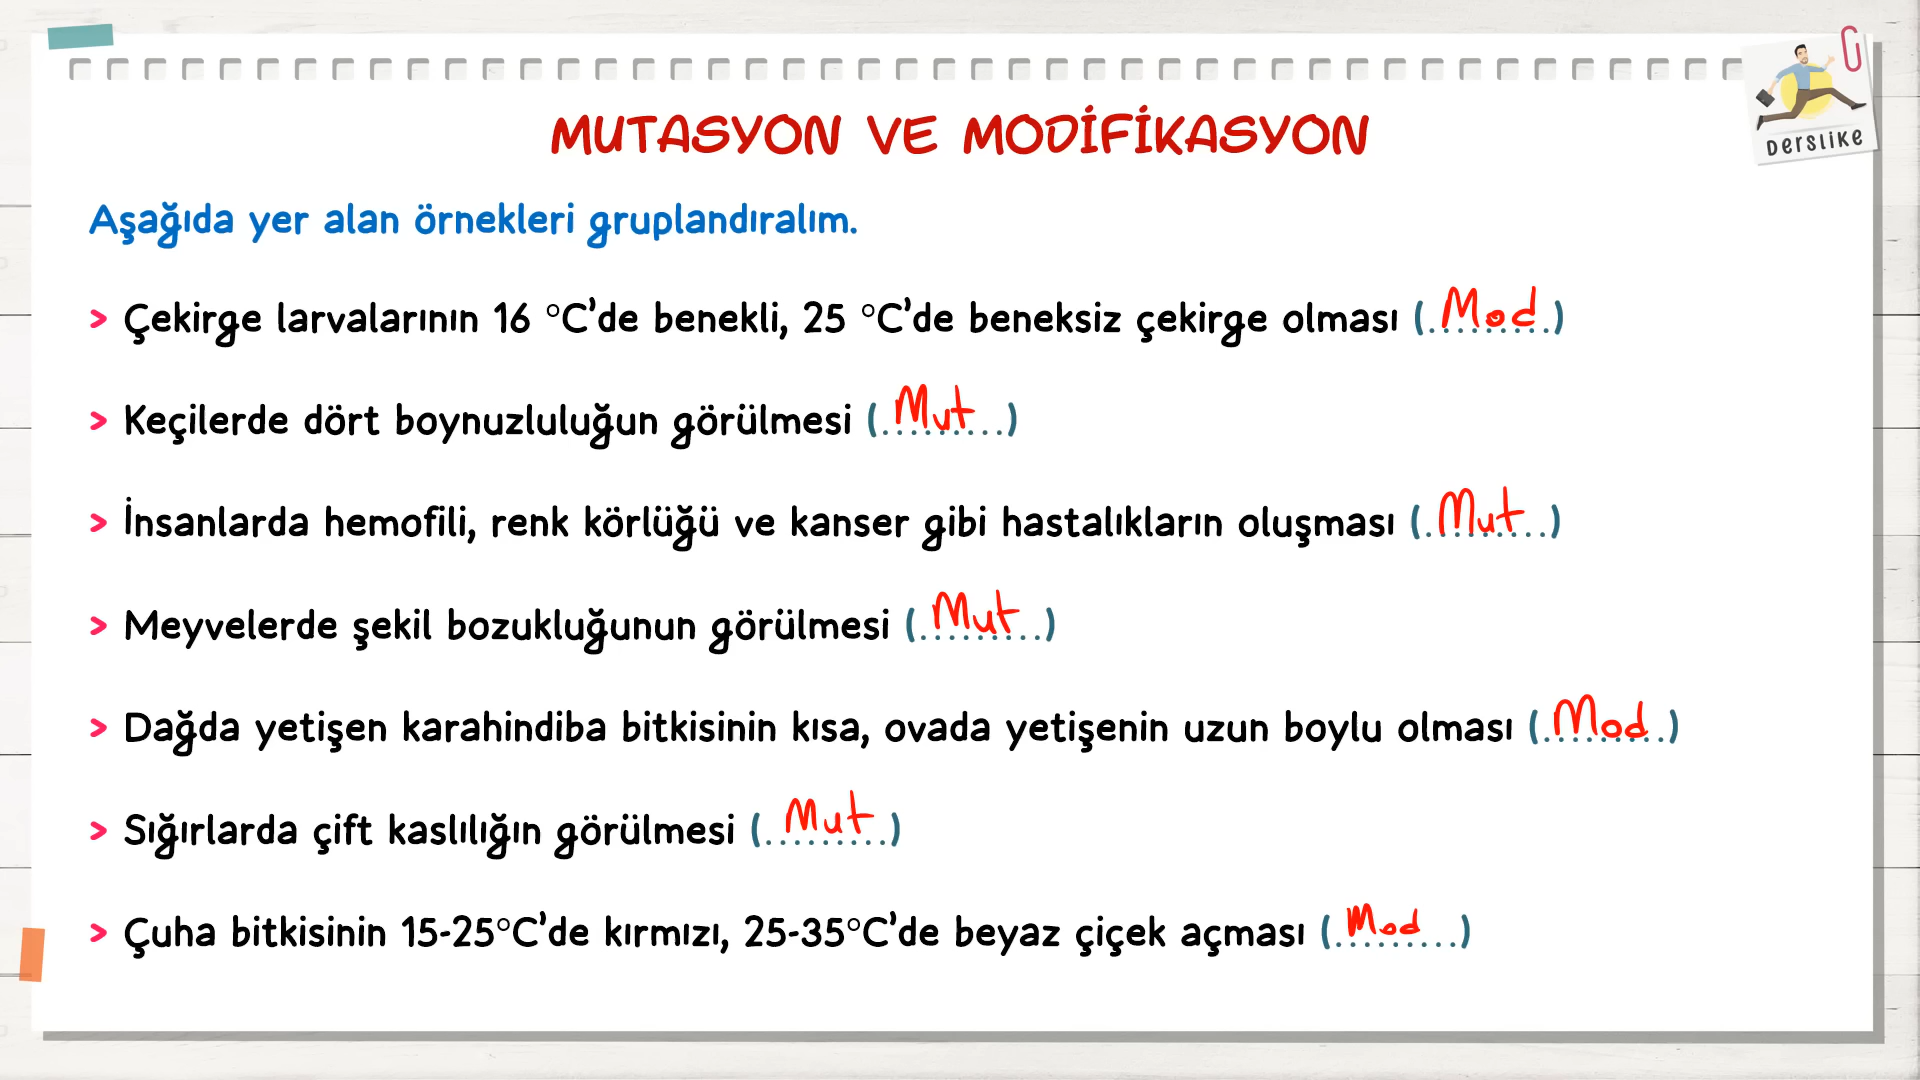 Derslike
MUTASYON VE MODİFİKASYON
Aşağıda yer alan örnekleri gruplandıralım.
> Çekirge larvalarının 16 °C'de benekli, 25 °C'de beneksiz çekirge olması (.Mod.)
> Keçilerde dört boynuzluluğun görülmesi (.Mut...)
> İnsanlarda hemofili, renk körlüğü ve kanser gibi hastalıkların oluşması (.Mut..)
> Meyvelerde şekil bozukluğunun görülmesi (.Mut..)
> Dağda yetişen karahindiba bitkisinin kısa, ovada yetişenin uzun boylu olması (.Mod.)
> Sığırlarda çift kaslılığın görülmesi (.Mut.)
> Çuha bitkisinin 15-25°C'de kırmızı, 25-35°C'de beyaz çiçek açması (.Mod...)